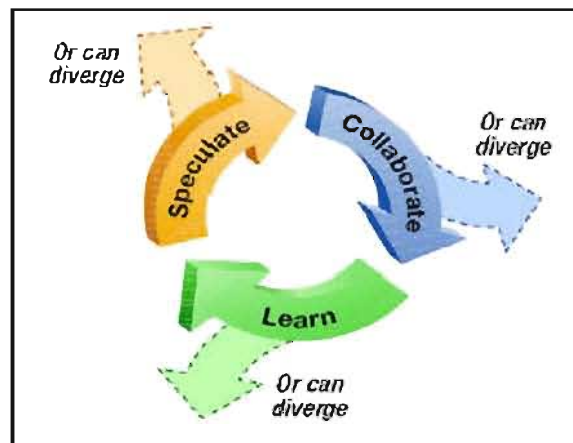 Or can
diverge
Speculate
Collaborate
Or can
diverge
Learn
Or can
diverge